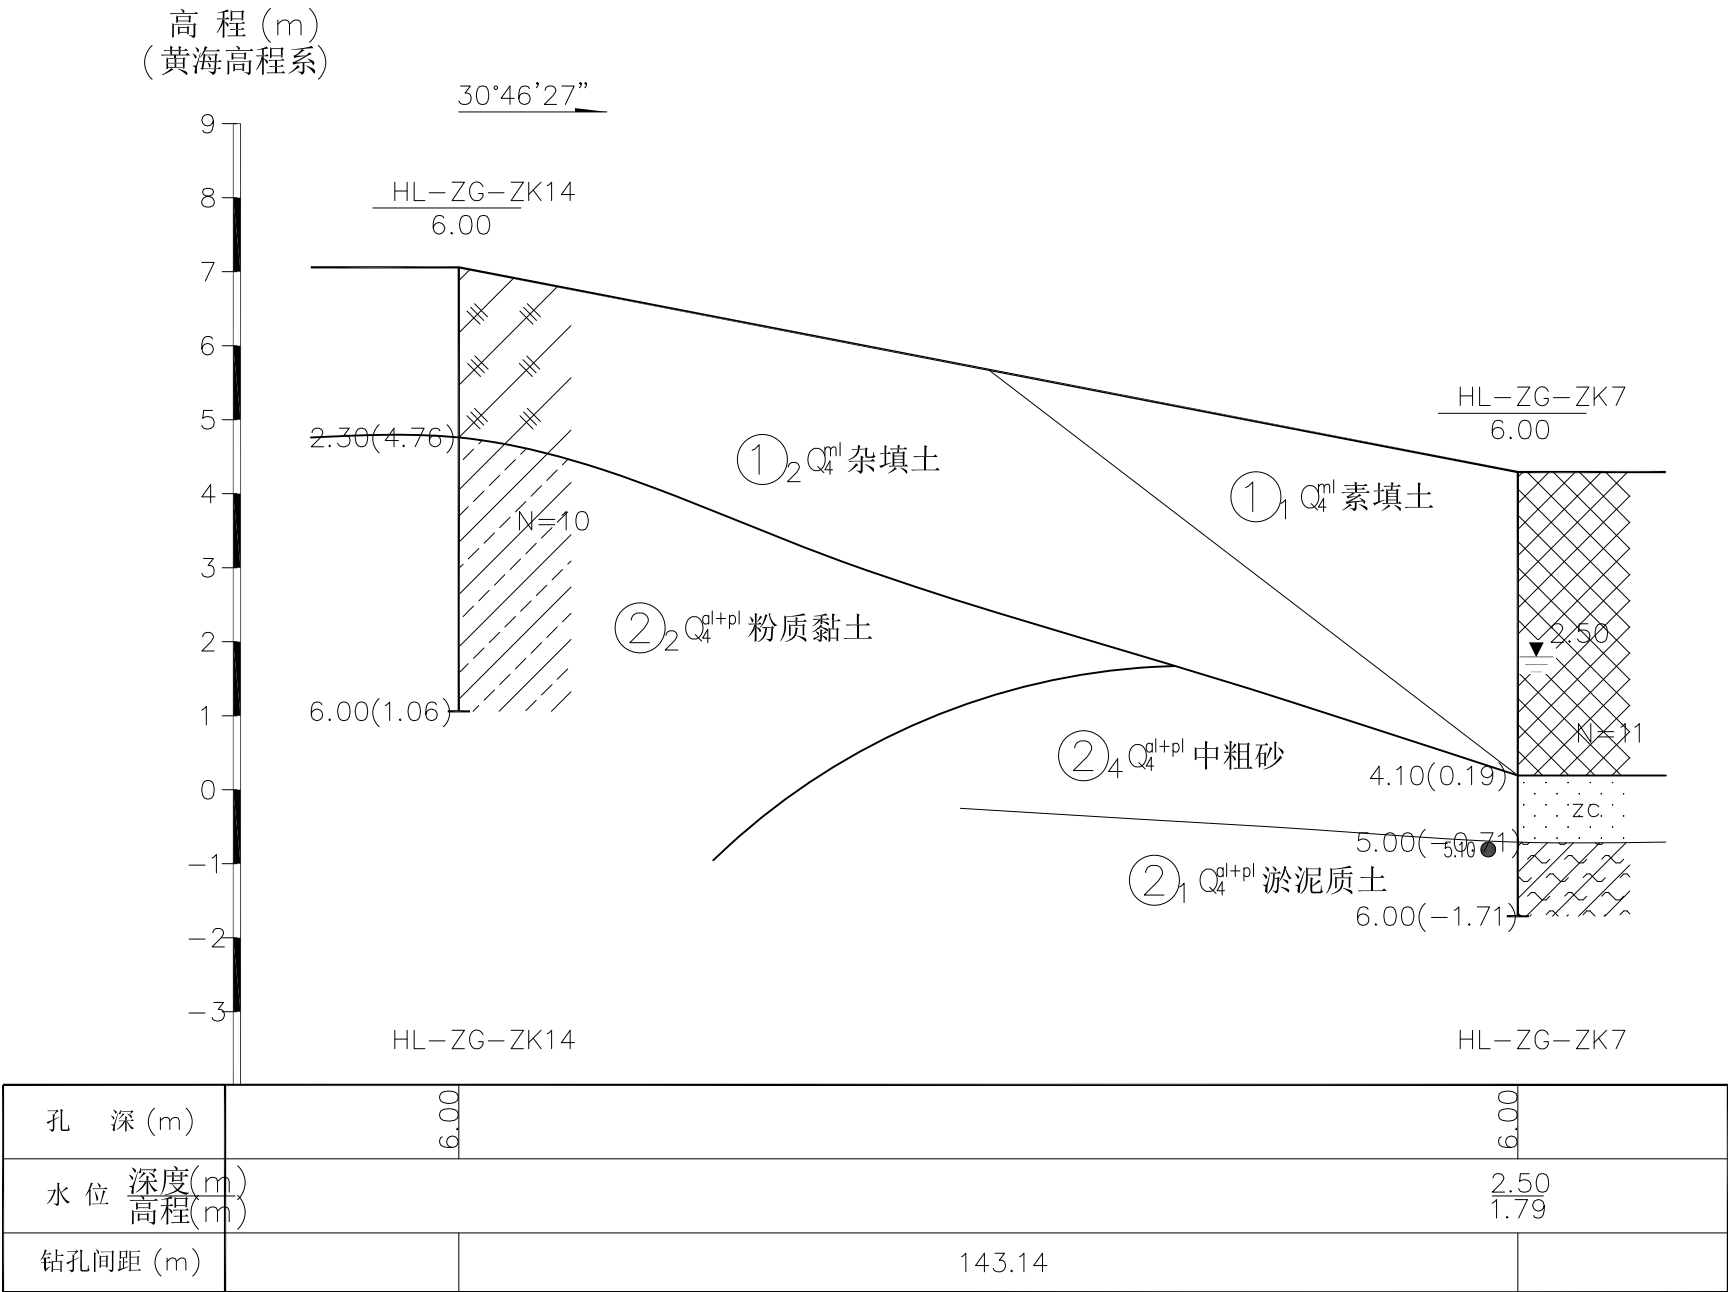 高 程 (m)
(黄海高程系)
30°46'27"
9
8
7
6
5
4
3
2
1
0
-1
-2
-3
HL-ZG-ZK14
6.00
HL-ZG-ZK7
6.00
2.30(4.76)
①₂ Q₄ᵐˡ 杂填土
①₁ Q₄ᵐˡ 素填土
N=10
②₂ Q₄ᵃˡ⁺ᵖˡ 粉质黏土
2.50
6.00(1.06)
N=11
②₄ Q₄ᵃˡ⁺ᵖˡ 中粗砂
4.10(0.19)
zc
5.00(-0.71)
5.10
②₁ Q₄ᵃˡ⁺ᵖˡ 淤泥质土
6.00(-1.71)
HL-ZG-ZK14
HL-ZG-ZK7
孔 深 (m)
6.00
6.00
水 位 深度(m)
高程(m)
2.50
1.79
钻孔间距 (m)
143.14